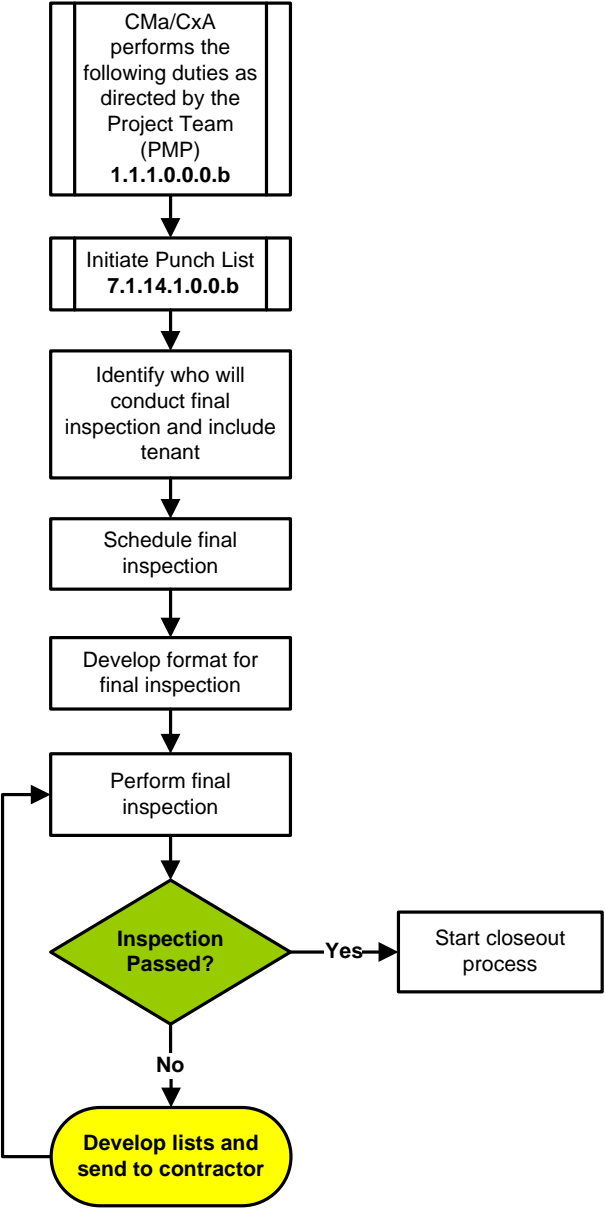 CMa/CxA
performs the
following duties as
directed by the
Project Team
(PMP)
1.1.1.0.0.0.b
Initiate Punch List
7.1.14.1.0.0.b
Identify who will
conduct final
inspection and include
tenant
Schedule final
inspection
Develop format for
final inspection
Perform final
inspection
Inspection
Passed?
Yes
Start closeout
process
No
Develop lists and
send to contractor